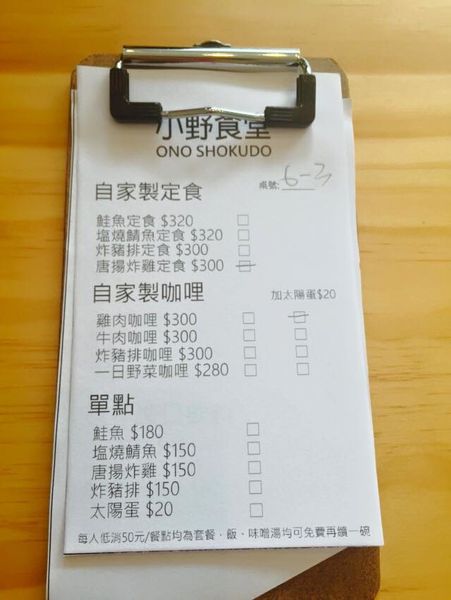 小野食堂
ONO SHOKUDO
桌號: 6-3
自家製定食
鮭魚定食 $320 □
塩燒鯖魚定食 $320 □
炸豬排定食 $300 □
唐揚炸雞定食 $300 □
自家製咖哩 加太陽蛋$20
雞肉咖哩 $300 □ □
牛肉咖哩 $300 □ □
炸豬排咖哩 $300 □ □
一日野菜咖哩 $280 □ □
單點
鮭魚 $180 □
塩燒鯖魚 $150 □
唐揚炸雞 $150 □
炸豬排 $150 □
太陽蛋 $20 □
每人低消50元/餐點均為套餐，飯、味噌湯均可免費再續一碗